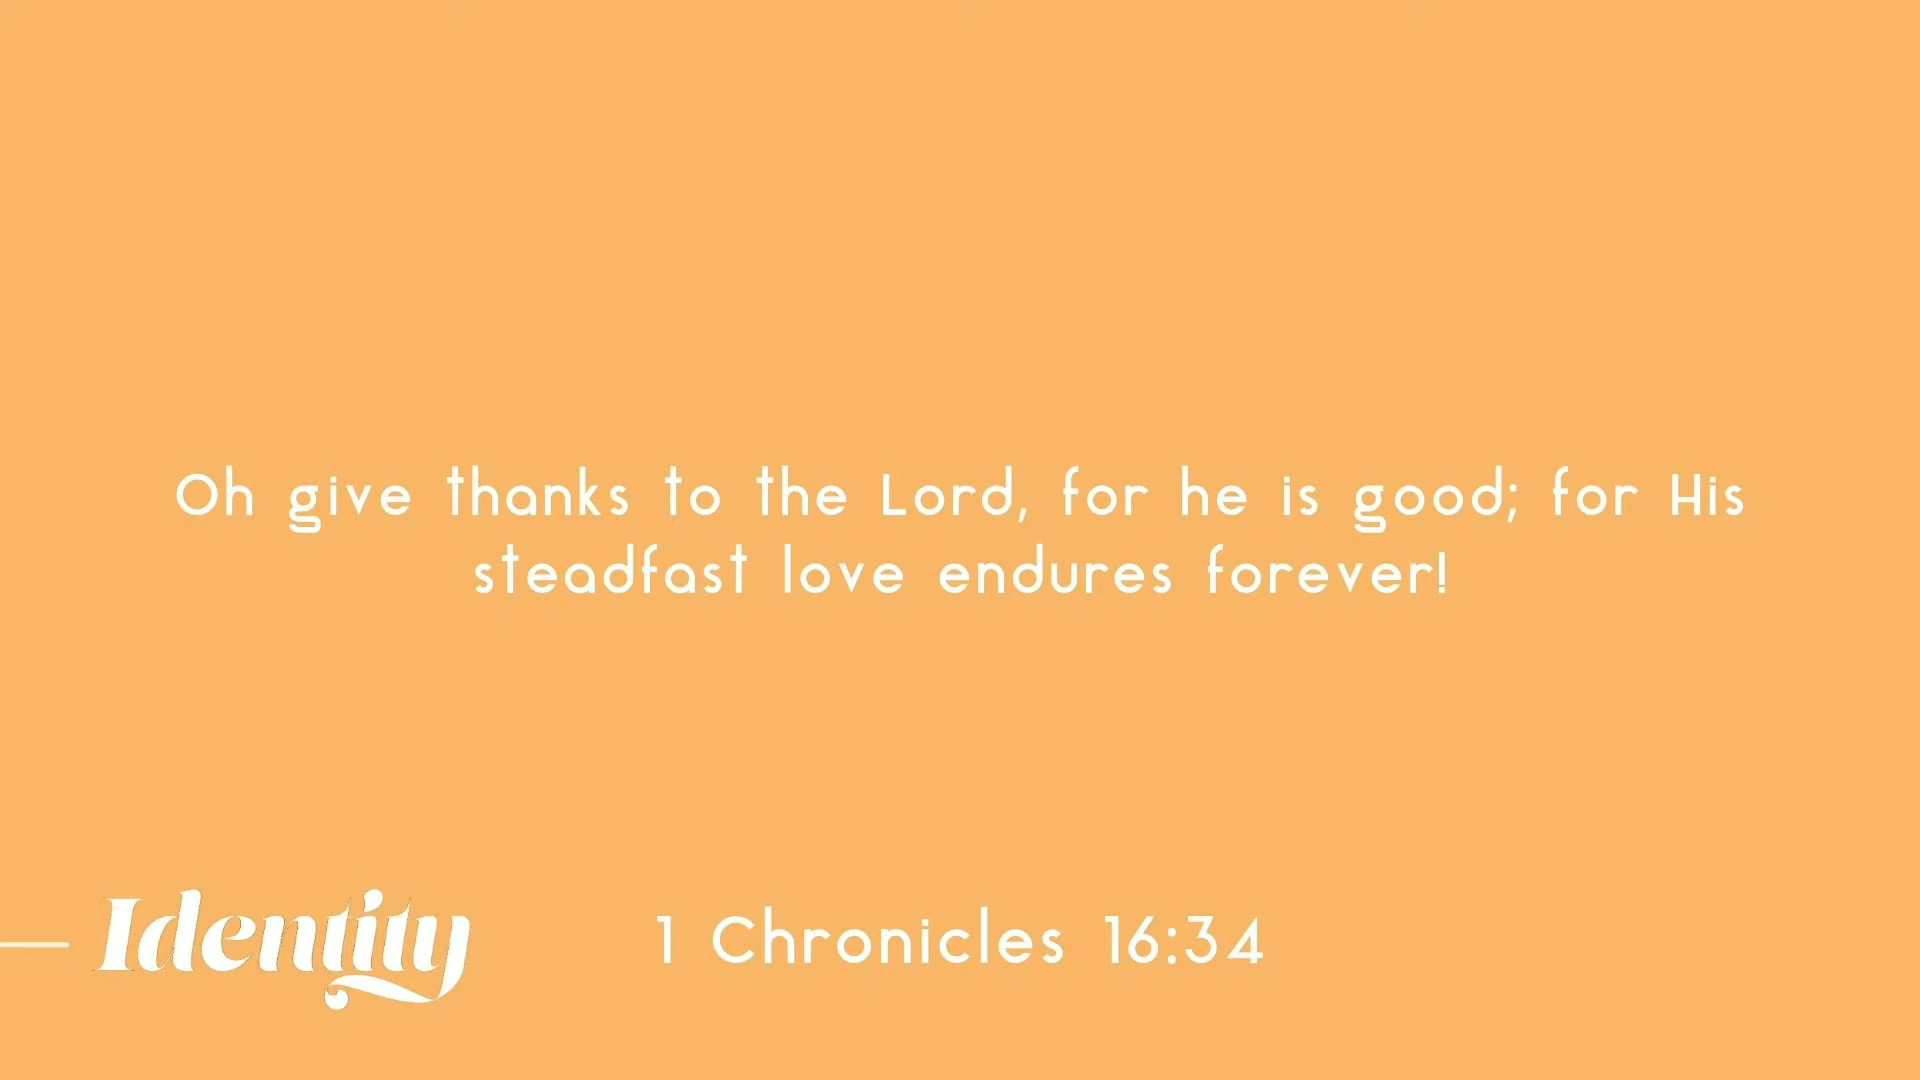 Oh give thanks to the Lord, for he is good; for His
steadfast love endures forever!
Identity
1 Chronicles 16:34